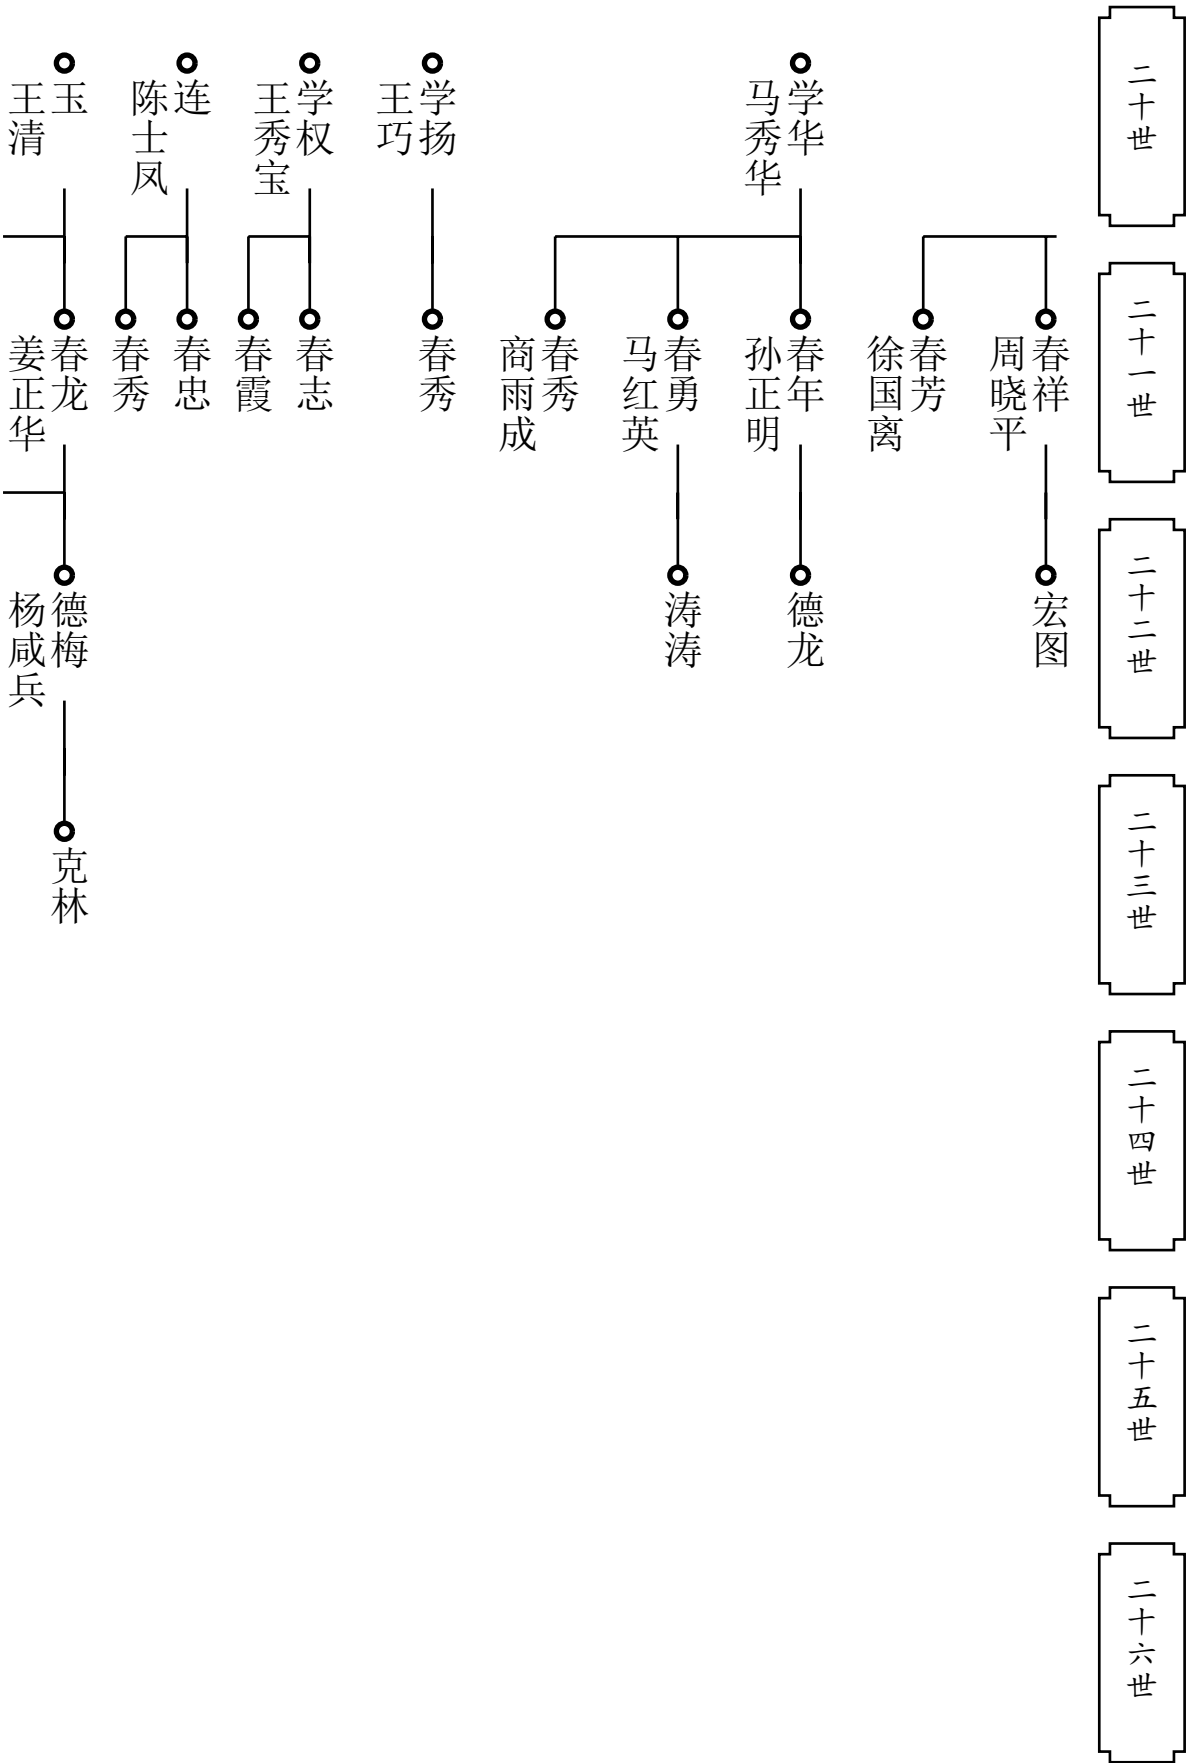 二十世
学华
马秀华
学扬
王巧
学权
王秀宝
连
陈士凤
玉
王清
二十一世
春祥
周晓平
春芳
徐国离
春年
孙正明
春勇
马红英
春秀
商雨成
春秀
春志
春霞
春忠
春秀
春龙
姜正华
二十二世
宏图
德龙
涛涛
德梅
杨咸兵
二十三世
克林
二十四世
二十五世
二十六世